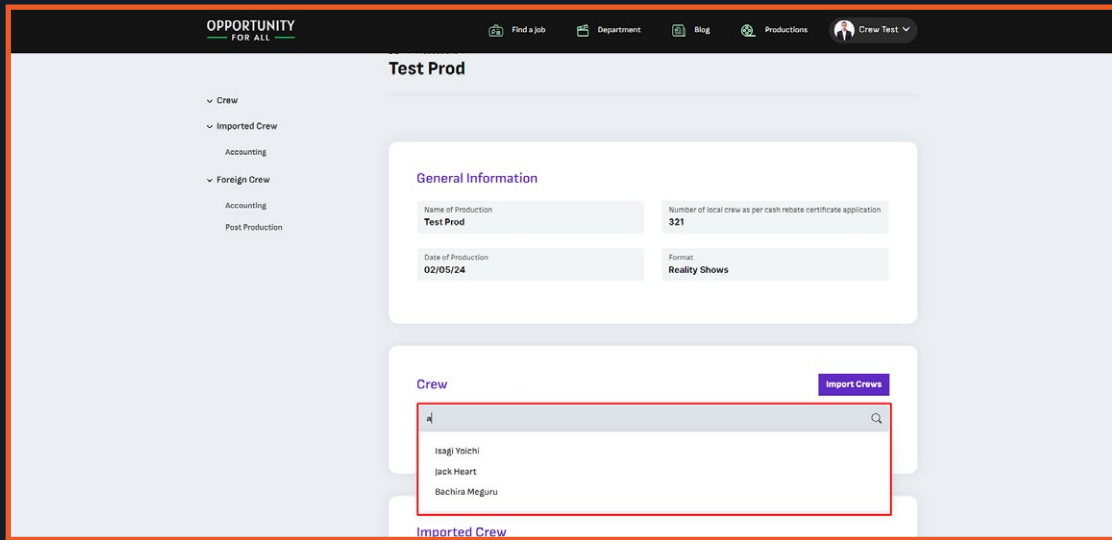 OPPORTUNITY
FOR ALL
Find a job
Department
Blog
Productions
Crew Test
Test Prod
Crew
Imported Crew
Accounting
Foreign Crew
Accounting
Post Production
General Information
Name of Production
Test Prod
Number of local crew as per cash rebate certificate application
321
Date of Production
02/05/24
Format
Reality Shows
Crew
Import Crews
a
Isagi Yoichi
Jack Heart
Bachira Meguru
Imported Crew